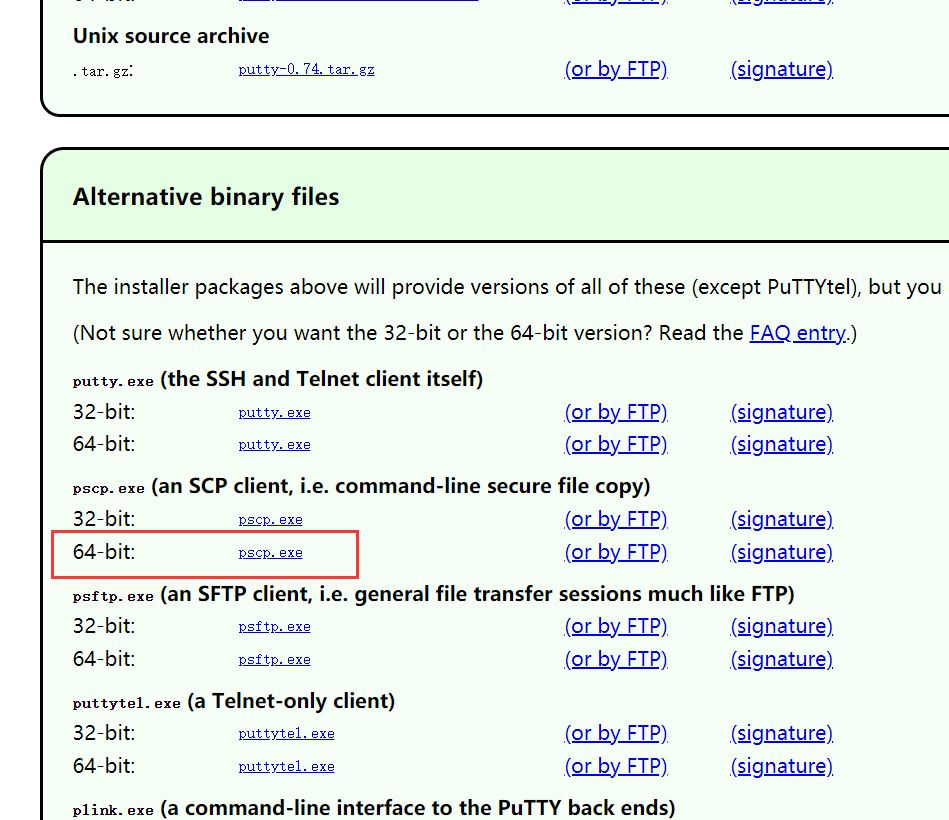 Unix source archive
.tar.gz: putty-0.74.tar.gz (or by FTP) (signature)
Alternative binary files
The installer packages above will provide versions of all of these (except PuTTYtel), but you
(Not sure whether you want the 32-bit or the 64-bit version? Read the FAQ entry.)
putty.exe (the SSH and Telnet client itself)
32-bit: putty.exe (or by FTP) (signature)
64-bit: putty.exe (or by FTP) (signature)
pscp.exe (an SCP client, i.e. command-line secure file copy)
32-bit: pscp.exe (or by FTP) (signature)
64-bit: pscp.exe (or by FTP) (signature)
psftp.exe (an SFTP client, i.e. general file transfer sessions much like FTP)
32-bit: psftp.exe (or by FTP) (signature)
64-bit: psftp.exe (or by FTP) (signature)
puttytel.exe (a Telnet-only client)
32-bit: puttytel.exe (or by FTP) (signature)
64-bit: puttytel.exe (or by FTP) (signature)
plink.exe (a command-line interface to the PuTTY back ends)